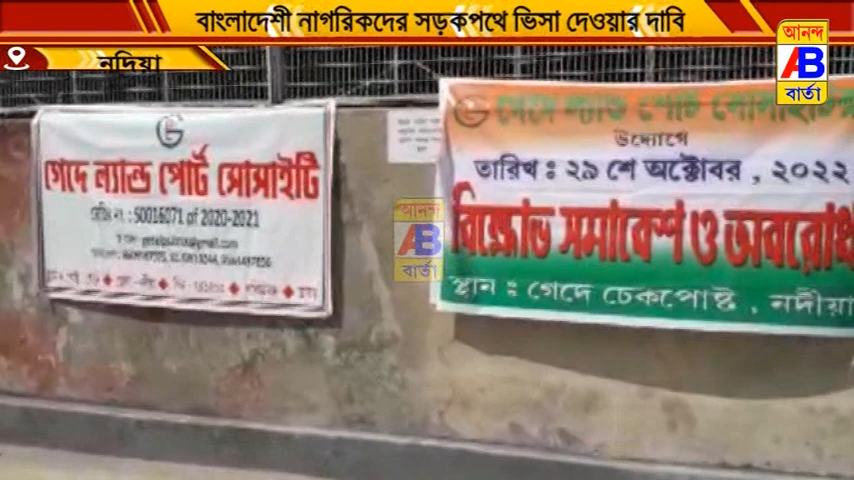 বাংলাদেশী নাগরিকদের সড়কপথে ভিসা দেওয়ার দাবি
নদিয়া
আনন্দ
AB
বার্তা
গেদে ল্যান্ড পোর্ট সোসাইটি
রেজিঃ নং : S0016071 of 2020-2021
গেদে ল্যান্ড পোর্ট সোসাইটির
উদ্যোগে
তারিখ : ২৯ শে অক্টোবর , ২০২২
বিক্ষোভ সমাবেশ ও অবরোধ
স্থান : গেদে চেকপোষ্ট , নদীয়া
আনন্দ
AB
বার্তা